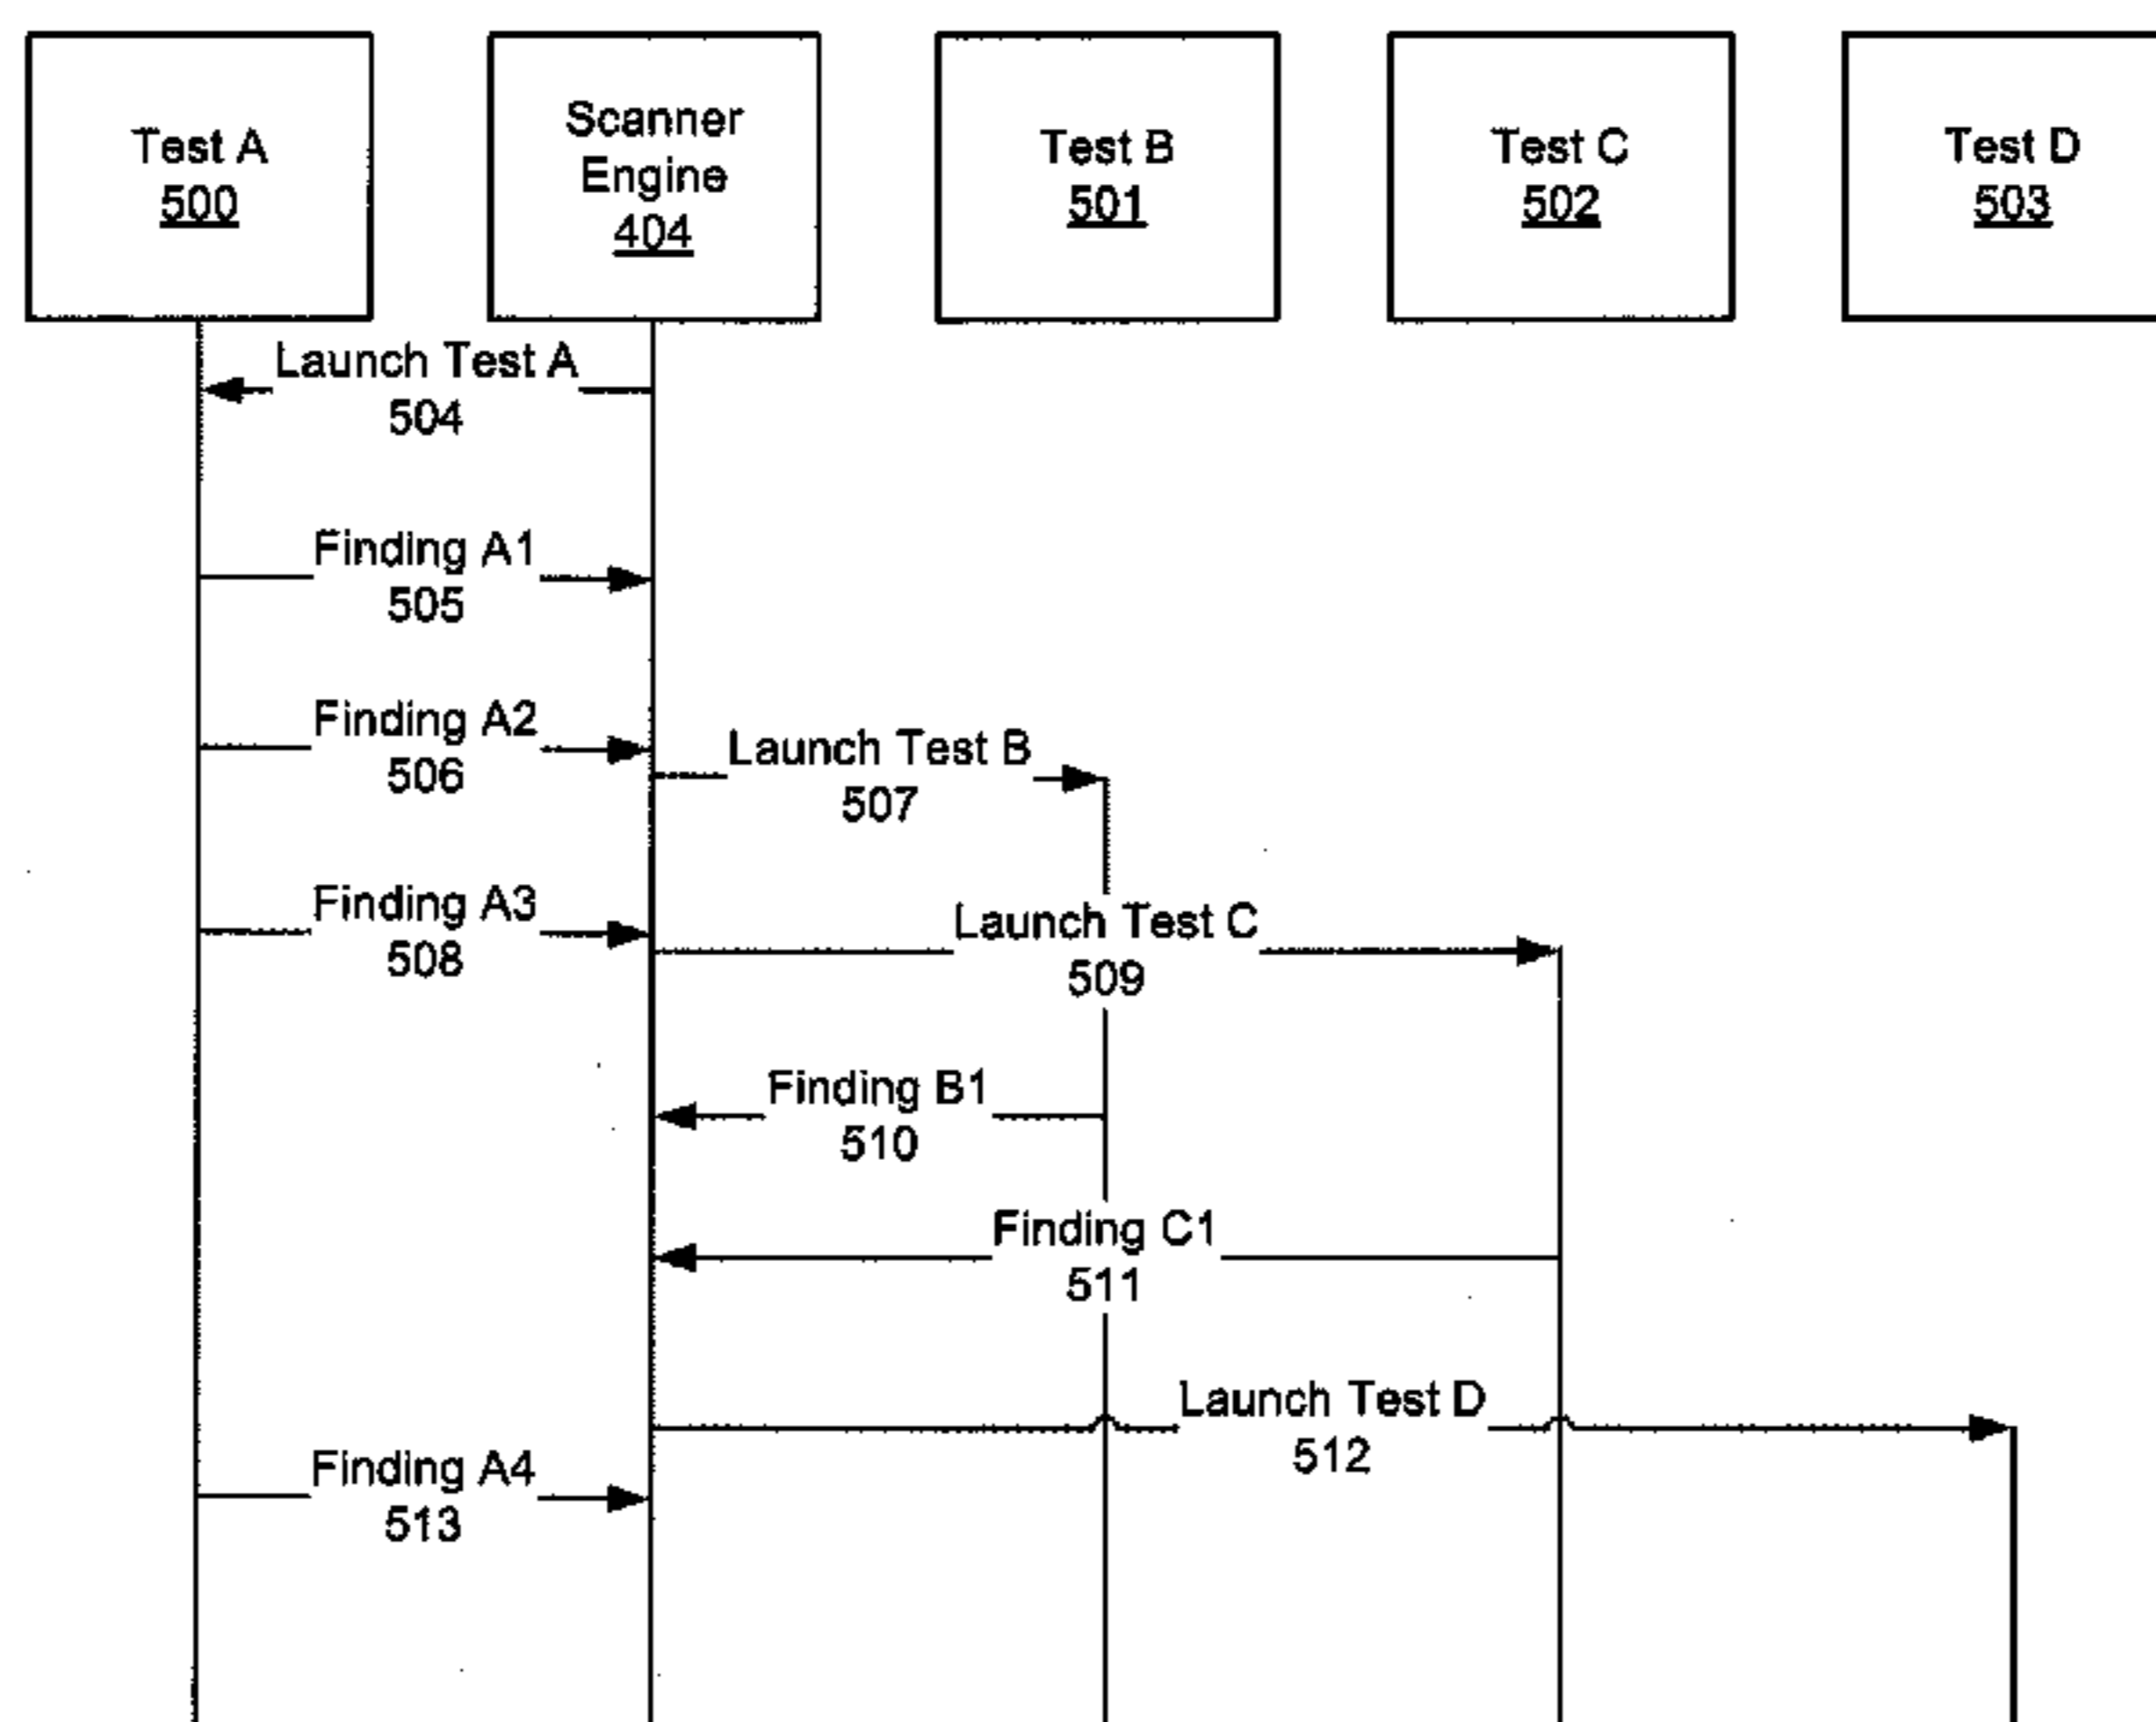 Test A
500
Scanner
Engine
404
Test B
501
Test C
502
Test D
503
Launch Test A
504
Finding A1
505
Finding A2
506
Launch Test B
507
Finding A3
508
Launch Test C
509
Finding B1
510
Finding C1
511
Launch Test D
512
Finding A4
513